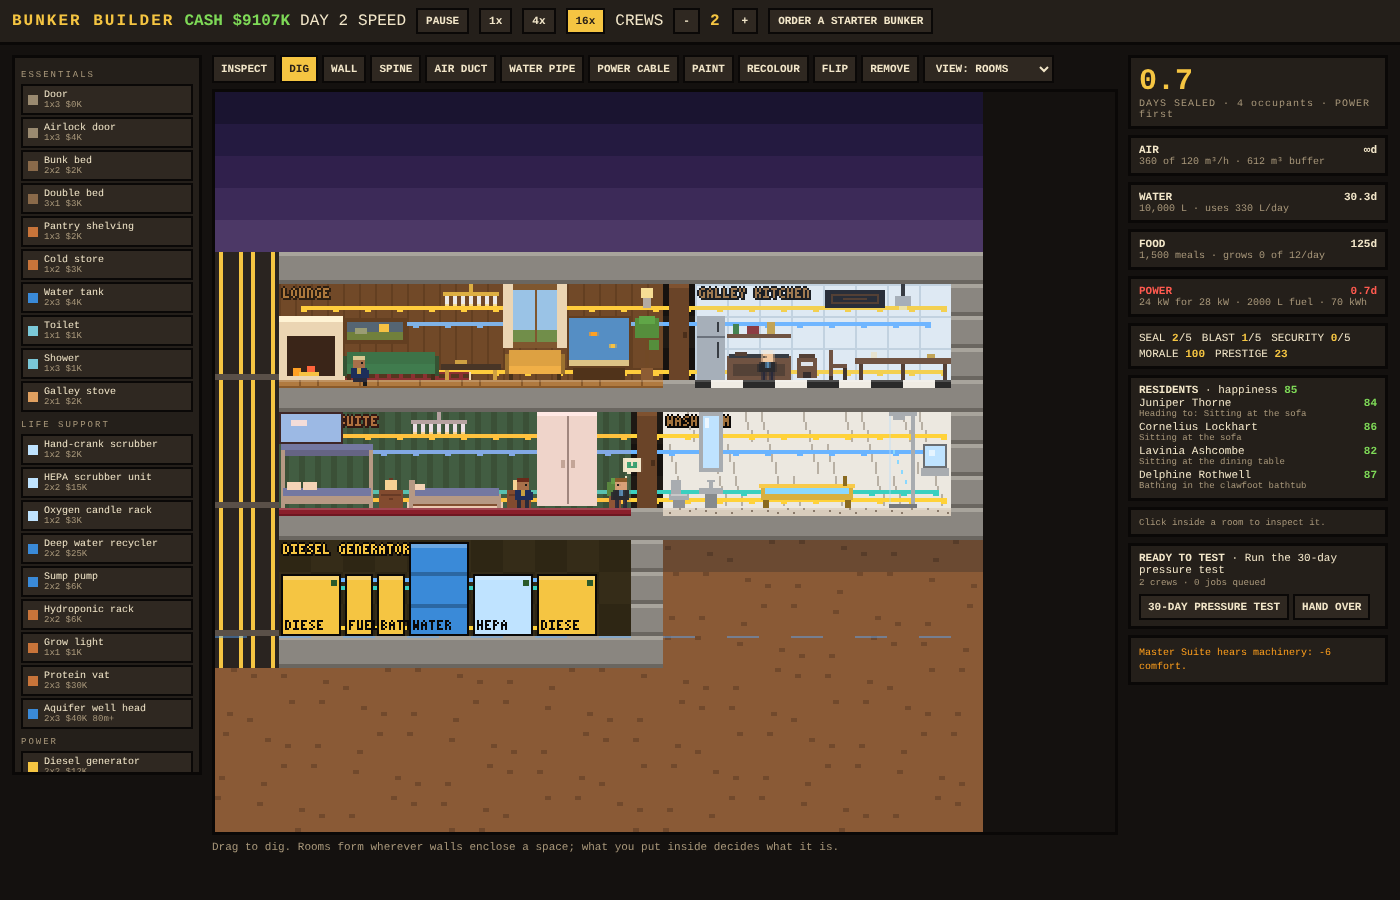 BUNKER BUILDER CASH $9107K DAY 2 SPEED PAUSE 1x 4x 16x CREWS - 2 + ORDER A STARTER BUNKER
INSPECT DIG WALL SPINE AIR DUCT WATER PIPE POWER CABLE PAINT RECOLOUR FLIP REMOVE VIEW: ROOMS
ESSENTIALS
Door
1x3 $0K
Airlock door
1x3 $4K
Bunk bed
2x2 $2K
Double bed
3x1 $3K
Pantry shelving
1x3 $2K
Cold store
1x2 $3K
Water tank
2x3 $4K
Toilet
1x1 $1K
Shower
1x3 $1K
Galley stove
2x1 $2K
LIFE SUPPORT
Hand-crank scrubber
1x2 $2K
HEPA scrubber unit
2x2 $15K
Oxygen candle rack
1x2 $3K
Deep water recycler
2x2 $25K
Sump pump
2x2 $6K
Hydroponic rack
2x2 $6K
Grow light
1x1 $1K
Protein vat
2x3 $30K
Aquifer well head
2x3 $40K 80m+
POWER
Diesel generator
2x2 $12K
LOUNGE
GALLEY KITCHEN
SUITE
WASH
DIESEL GENERATOR
DIESE FUEL BAT WATER HEPA DIESE
Drag to dig. Rooms form wherever walls enclose a space; what you put inside decides what it is.
0.7
DAYS SEALED · 4 occupants · POWER
first
AIR ∞d
360 of 120 m³/h · 612 m³ buffer
WATER 30.3d
10,000 L · uses 330 L/day
FOOD 125d
1,500 meals · grows 0 of 12/day
POWER 0.7d
24 kW for 28 kW · 2000 L fuel · 70 kWh
SEAL 2/5 BLAST 1/5 SECURITY 0/5
MORALE 100 PRESTIGE 23
RESIDENTS · happiness 85
Juniper Thorne 84
Heading to: Sitting at the sofa
Cornelius Lockhart 86
Sitting at the sofa
Lavinia Ashcombe 82
Sitting at the dining table
Delphine Rothwell 87
Bathing in the clawfoot bathtub
Click inside a room to inspect it.
READY TO TEST · Run the 30-day
pressure test
2 crews · 0 jobs queued
30-DAY PRESSURE TEST HAND OVER
Master Suite hears machinery: -6
comfort.